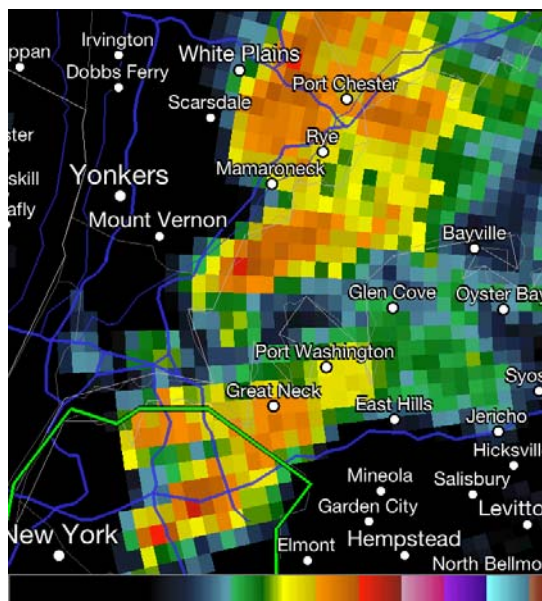 Irvington
ppan
White Plains
Dobbs Ferry
Port Chester
Scarsdale
ster
Rye
Mamaroneck
skill
Yonkers
afly
Mount Vernon
Bayville
Glen Cove
Oyster Bay
Port Washington
Great Neck
Syos
East Hills
Jericho
Hicksvill
Mineola
Salisbury
Garden City
Levitto
New York
Elmont
Hempstead
North Bellmo